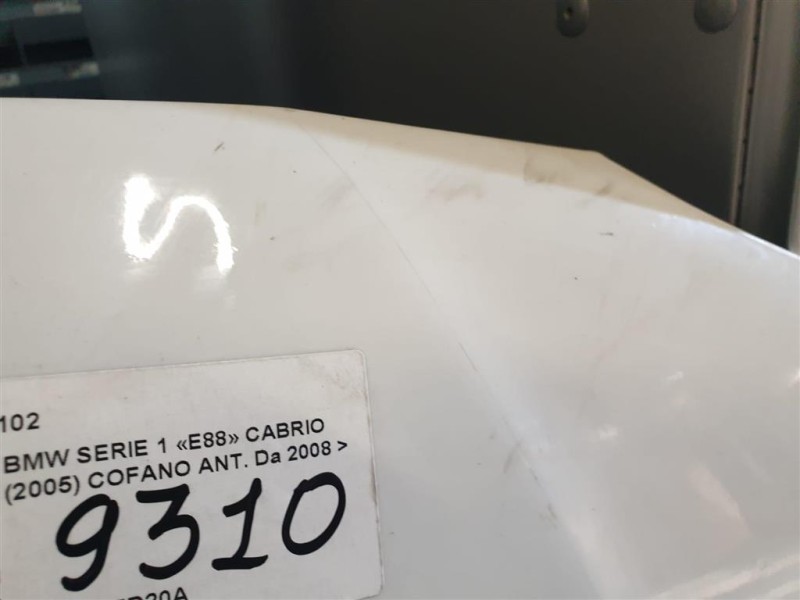 102
BMW SERIE 1 «E88» CABRIO
(2005) COFANO ANT. Da 2008 >
9310